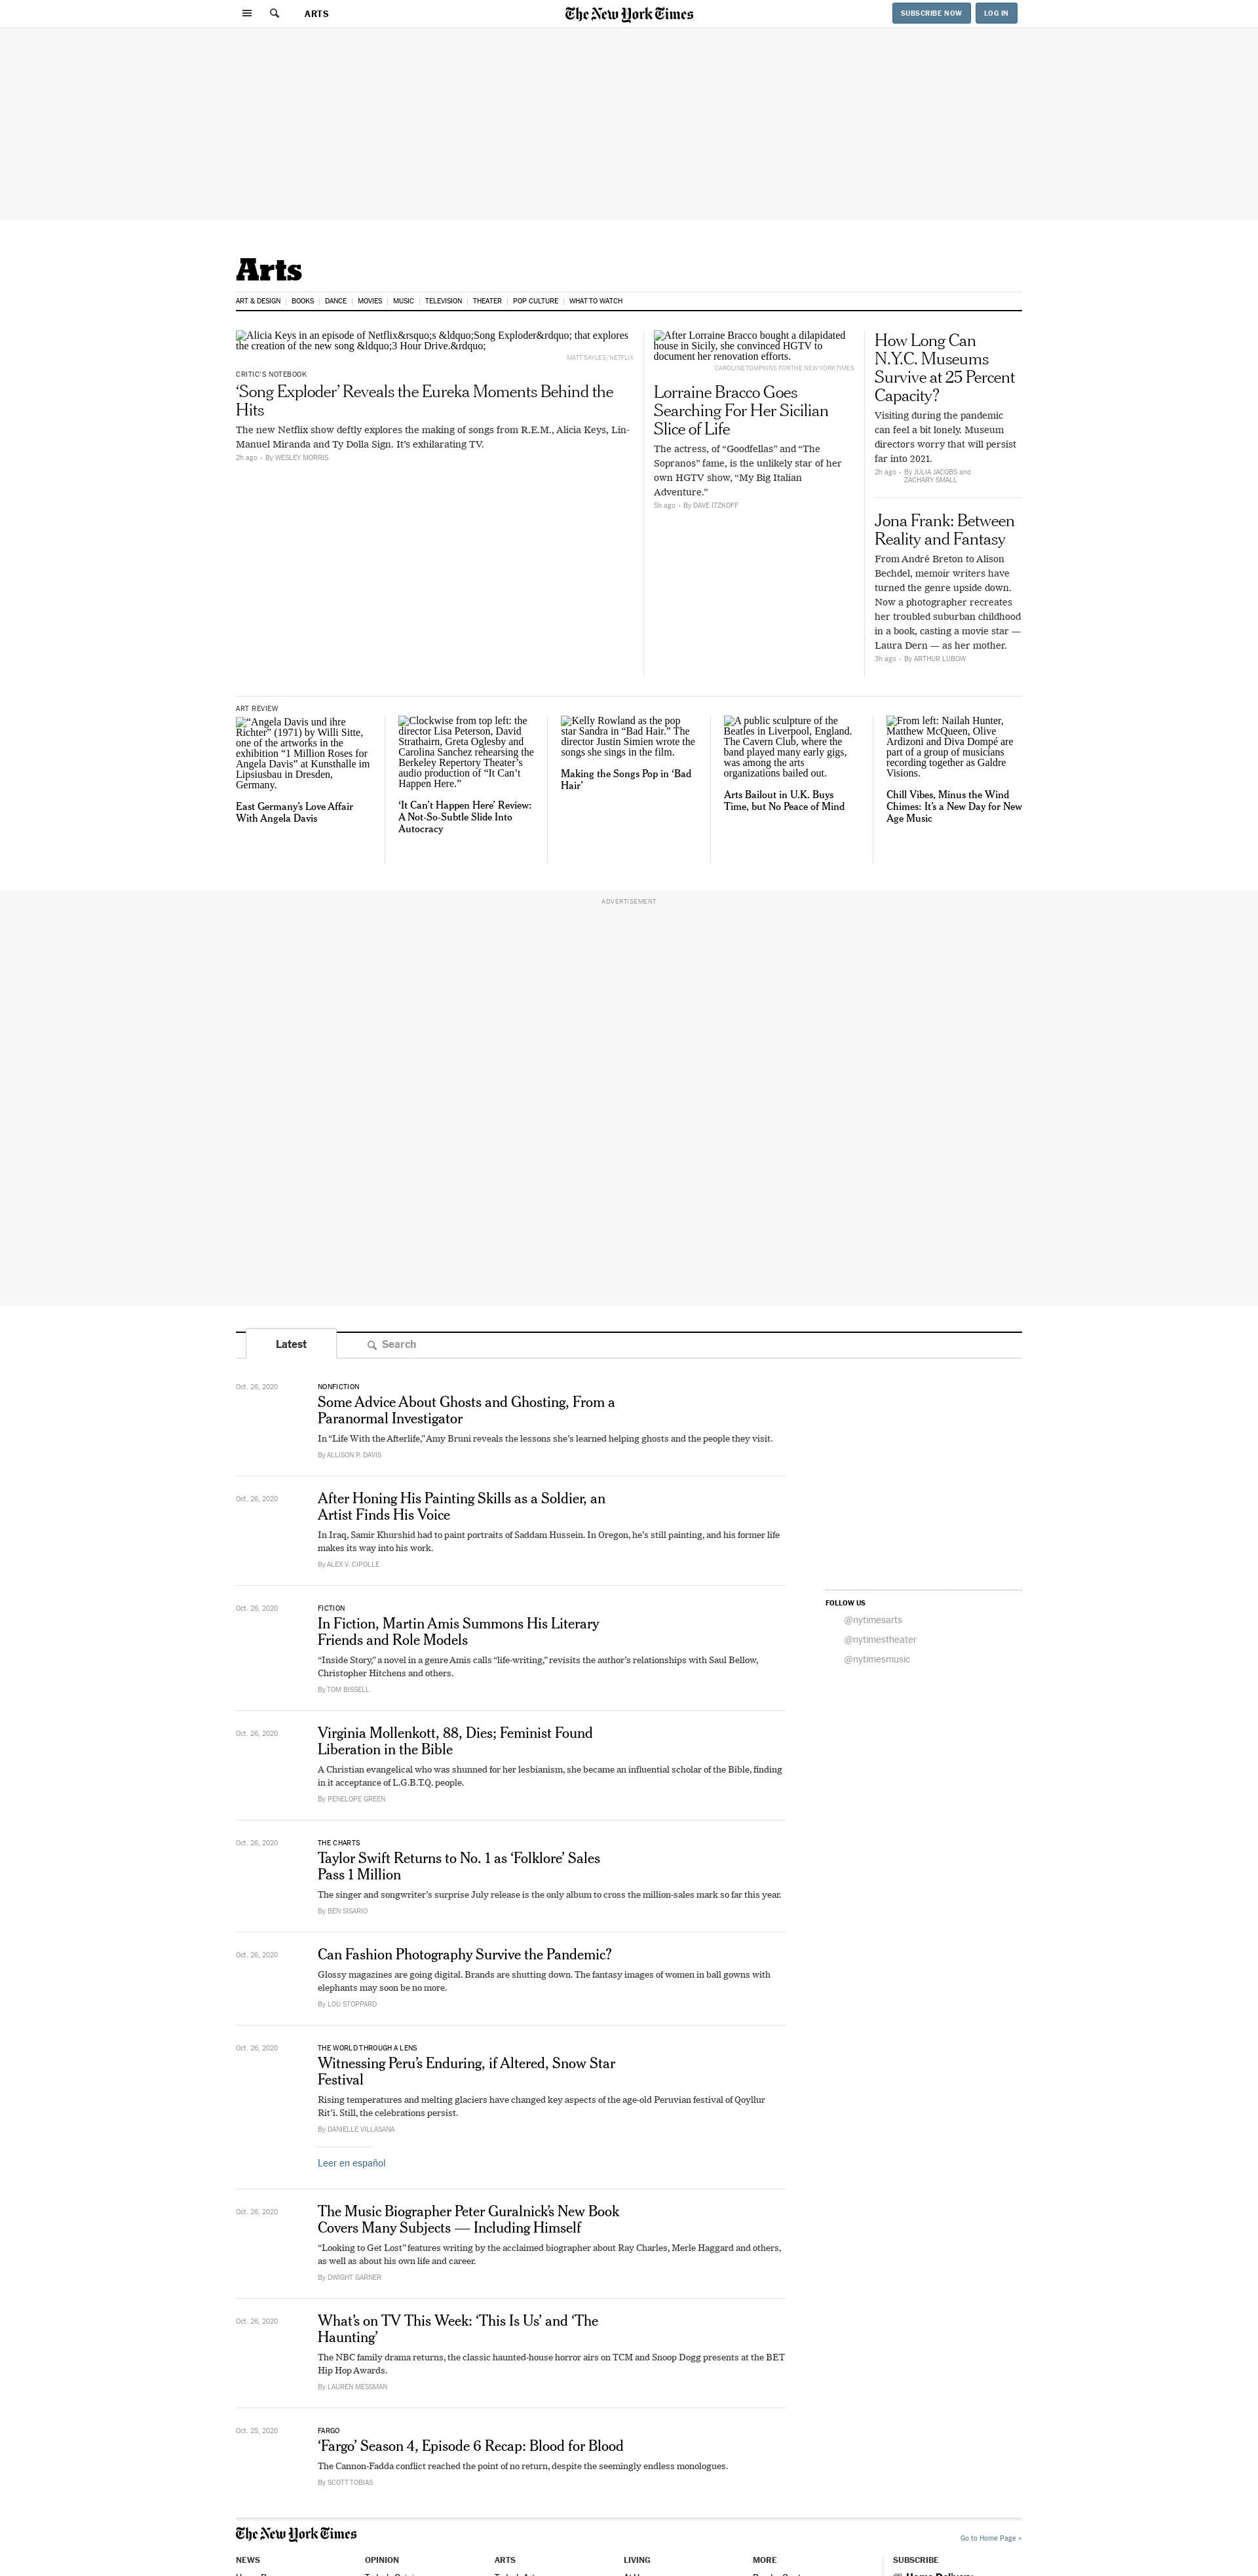 ARTS
The New York Times
SUBSCRIBE NOW
LOG IN
Arts
ART & DESIGN
BOOKS
DANCE
MOVIES
MUSIC
TELEVISION
THEATER
POP CULTURE
WHAT TO WATCH
Alicia Keys in an episode of Netflix&rsquo;s &ldquo;Song Exploder&rdquo; that explores
the creation of the new song &ldquo;3 Hour Drive.&rdquo;
MATT SAYLES/NETFLIX
CRITIC'S NOTEBOOK
‘Song Exploder’ Reveals the Eureka Moments Behind the
Hits
The new Netflix show deftly explores the making of songs from R.E.M., Alicia Keys, Lin-
Manuel Miranda and Ty Dolla Sign. It’s exhilarating TV.
2h ago • By WESLEY MORRIS
After Lorraine Bracco bought a dilapidated
house in Sicily, she convinced HGTV to
document her renovation efforts.
CAROLINE TOMPKINS FOR THE NEW YORK TIMES
Lorraine Bracco Goes
Searching For Her Sicilian
Slice of Life
The actress, of “Goodfellas” and “The
Sopranos” fame, is the unlikely star of her
own HGTV show, “My Big Italian
Adventure.”
5h ago • By DAVE ITZKOFF
How Long Can
N.Y.C. Museums
Survive at 25 Percent
Capacity?
Visiting during the pandemic
can feel a bit lonely. Museum
directors worry that will persist
far into 2021.
2h ago • By JULIA JACOBS and
ZACHARY SMALL
Jona Frank: Between
Reality and Fantasy
From André Breton to Alison
Bechdel, memoir writers have
turned the genre upside down.
Now a photographer recreates
her troubled suburban childhood
in a book, casting a movie star —
Laura Dern — as her mother.
3h ago • By ARTHUR LUBOW
ART REVIEW
“Angela Davis und ihre
Richter” (1971) by Willi Sitte,
one of the artworks in the
exhibition “1 Million Roses for
Angela Davis” at Kunsthalle im
Lipsiusbau in Dresden,
Germany.
East Germany’s Love Affair
With Angela Davis
Clockwise from top left: the
director Lisa Peterson, David
Strathairn, Greta Oglesby and
Carolina Sanchez rehearsing the
Berkeley Repertory Theater’s
audio production of “It Can’t
Happen Here.”
‘It Can’t Happen Here’ Review:
A Not-So-Subtle Slide Into
Autocracy
Kelly Rowland as the pop
star Sandra in “Bad Hair.” The
director Justin Simien wrote the
songs she sings in the film.
Making the Songs Pop in ‘Bad
Hair’
A public sculpture of the
Beatles in Liverpool, England.
The Cavern Club, where the
band played many early gigs,
was among the arts
organizations bailed out.
Arts Bailout in U.K. Buys
Time, but No Peace of Mind
From left: Nailah Hunter,
Matthew McQueen, Olive
Ardizoni and Diva Dompé are
part of a group of musicians
recording together as Galdre
Visions.
Chill Vibes, Minus the Wind
Chimes: It’s a New Day for New
Age Music
ADVERTISEMENT
Latest
Search
Oct. 26, 2020
NONFICTION
Some Advice About Ghosts and Ghosting, From a
Paranormal Investigator
In “Life With the Afterlife,” Amy Bruni reveals the lessons she’s learned helping ghosts and the people they visit.
By ALLISON P. DAVIS
Oct. 26, 2020
After Honing His Painting Skills as a Soldier, an
Artist Finds His Voice
In Iraq, Samir Khurshid had to paint portraits of Saddam Hussein. In Oregon, he’s still painting, and his former life
makes its way into his work.
By ALEX V. CIPOLLE
Oct. 26, 2020
FICTION
In Fiction, Martin Amis Summons His Literary
Friends and Role Models
“Inside Story,” a novel in a genre Amis calls “life-writing,” revisits the author’s relationships with Saul Bellow,
Christopher Hitchens and others.
By TOM BISSELL
FOLLOW US
@nytimesarts
@nytimestheater
@nytimesmusic
Oct. 26, 2020
Virginia Mollenkott, 88, Dies; Feminist Found
Liberation in the Bible
A Christian evangelical who was shunned for her lesbianism, she became an influential scholar of the Bible, finding
in it acceptance of L.G.B.T.Q. people.
By PENELOPE GREEN
Oct. 26, 2020
THE CHARTS
Taylor Swift Returns to No. 1 as ‘Folklore’ Sales
Pass 1 Million
The singer and songwriter’s surprise July release is the only album to cross the million-sales mark so far this year.
By BEN SISARIO
Oct. 26, 2020
Can Fashion Photography Survive the Pandemic?
Glossy magazines are going digital. Brands are shutting down. The fantasy images of women in ball gowns with
elephants may soon be no more.
By LOU STOPPARD
Oct. 26, 2020
THE WORLD THROUGH A LENS
Witnessing Peru’s Enduring, if Altered, Snow Star
Festival
Rising temperatures and melting glaciers have changed key aspects of the age-old Peruvian festival of Qoyllur
Rit’i. Still, the celebrations persist.
By DANIELLE VILLASANA
Leer en español
Oct. 26, 2020
The Music Biographer Peter Guralnick’s New Book
Covers Many Subjects — Including Himself
“Looking to Get Lost” features writing by the acclaimed biographer about Ray Charles, Merle Haggard and others,
as well as about his own life and career.
By DWIGHT GARNER
Oct. 26, 2020
What’s on TV This Week: ‘This Is Us’ and ‘The
Haunting’
The NBC family drama returns, the classic haunted-house horror airs on TCM and Snoop Dogg presents at the BET
Hip Hop Awards.
By LAUREN MESSMAN
Oct. 25, 2020
FARGO
‘Fargo’ Season 4, Episode 6 Recap: Blood for Blood
The Cannon-Fadda conflict reached the point of no return, despite the seemingly endless monologues.
By SCOTT TOBIAS
The New York Times
Go to Home Page »
NEWS
OPINION
ARTS
LIVING
MORE
SUBSCRIBE